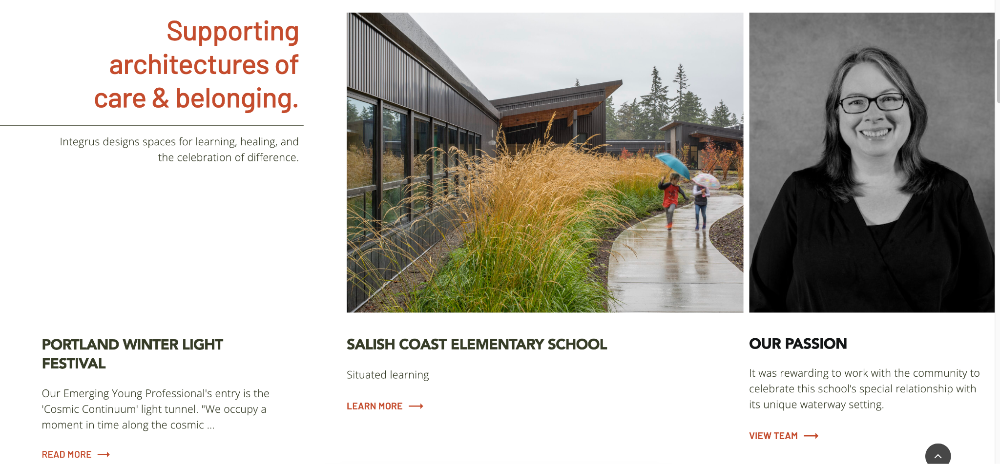 Supporting
architectures of
care & belonging.
Integrus designs spaces for learning, healing, and
the celebration of difference.
PORTLAND WINTER LIGHT
FESTIVAL
Our Emerging Young Professional's entry is the
'Cosmic Continuum' light tunnel. "We occupy a
moment in time along the cosmic ...
READ MORE
SALISH COAST ELEMENTARY SCHOOL
Situated learning
LEARN MORE
OUR PASSION
It was rewarding to work with the community to
celebrate this school’s special relationship with
its unique waterway setting.
VIEW TEAM